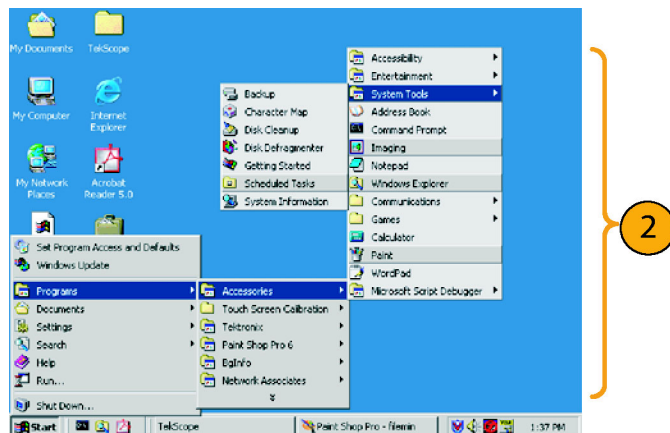 My Documents
TekScope
My Computer
Internet Explorer
My Network Places
Acrobat Reader 5.0
Accessibility
Entertainment
System Tools
Address Book
Command Prompt
Imaging
Notepad
Windows Explorer
Communications
Games
Calculator
Paint
WordPad
Microsoft Script Debugger
Backup
Character Map
Disk Cleanup
Disk Defragmenter
Getting Started
Scheduled Tasks
System Information
Set Program Access and Defaults
Windows Update
Programs
Documents
Settings
Search
Help
Run...
Shut Down...
Accessories
Touch Screen Calibration
Tektronix
Paint Shop Pro 6
BgInfo
Network Associates
Start
TekScope
Paint Shop Pro - filemin
1:37 PM
2